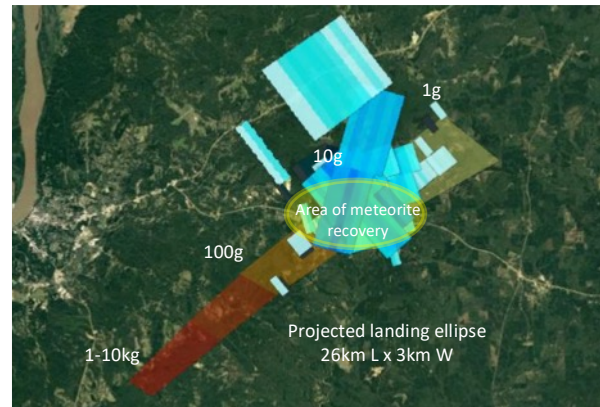 1g
10g
Area of meteorite
recovery
100g
Projected landing ellipse
26km L x 3km W
1-10kg